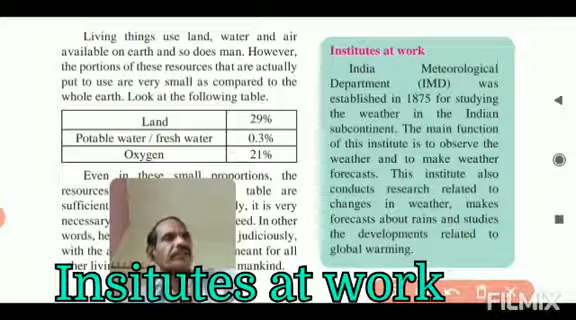 Living things use land, water and air
available on earth and so does man. However,
the portions of these resources that are actually
put to use are very small as compared to the
whole earth. Look at the following table.
Land 29%
Potable water / fresh water 0.3%
Oxygen 21%
Even in these small proportions, the
resources table are
sufficient ly, it is very
necessary eed. In other
words, he judiciously,
with the a meant for all
other livi mankind.
Institutes at work
India Meteorological
Department (IMD) was
established in 1875 for studying
the weather in the Indian
subcontinent. The main function
of this institute is to observe the
weather and to make weather
forecasts. This institute also
conducts research related to
changes in weather, makes
forecasts about rains and studies
the developments related to
global warming.
Insitutes at work
Made with
KINEMASTER